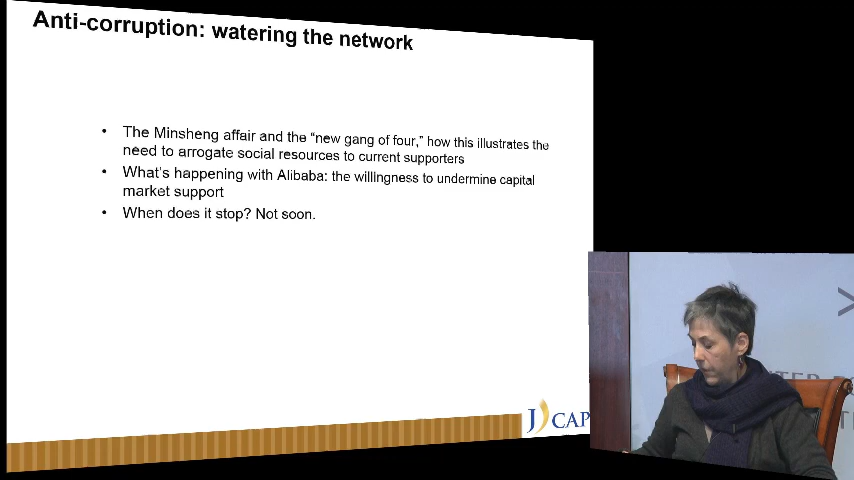 Anti-corruption: watering the network
• The Minsheng affair and the “new gang of four,” how this illustrates the
need to arrogate social resources to current supporters
• What’s happening with Alibaba: the willingness to undermine capital
market support
• When does it stop? Not soon.
J CAP